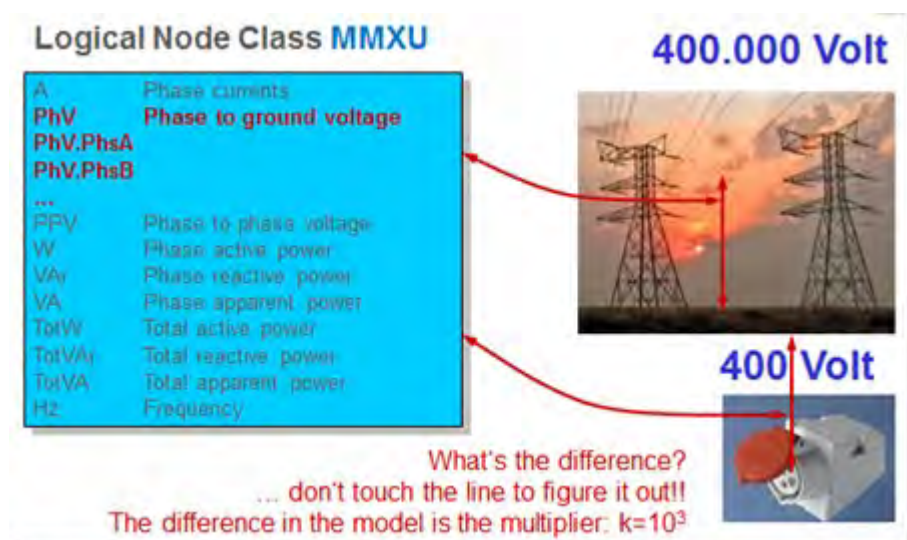 Logical Node Class MMXU
400.000 Volt
A Phase currents
PhV Phase to ground voltage
PhV.PhsA
PhV.PhsB
...
PPV Phase to phase voltage
W Phase active power
VAr Phase reactive power
VA Phase apparent power
TotW Total active power
TotVAr Total reactive power
TotVA Total apparent power
Hz Frequency
400 Volt
What's the difference?
... don't touch the line to figure it out!!
The difference in the model is the multiplier: k=10³